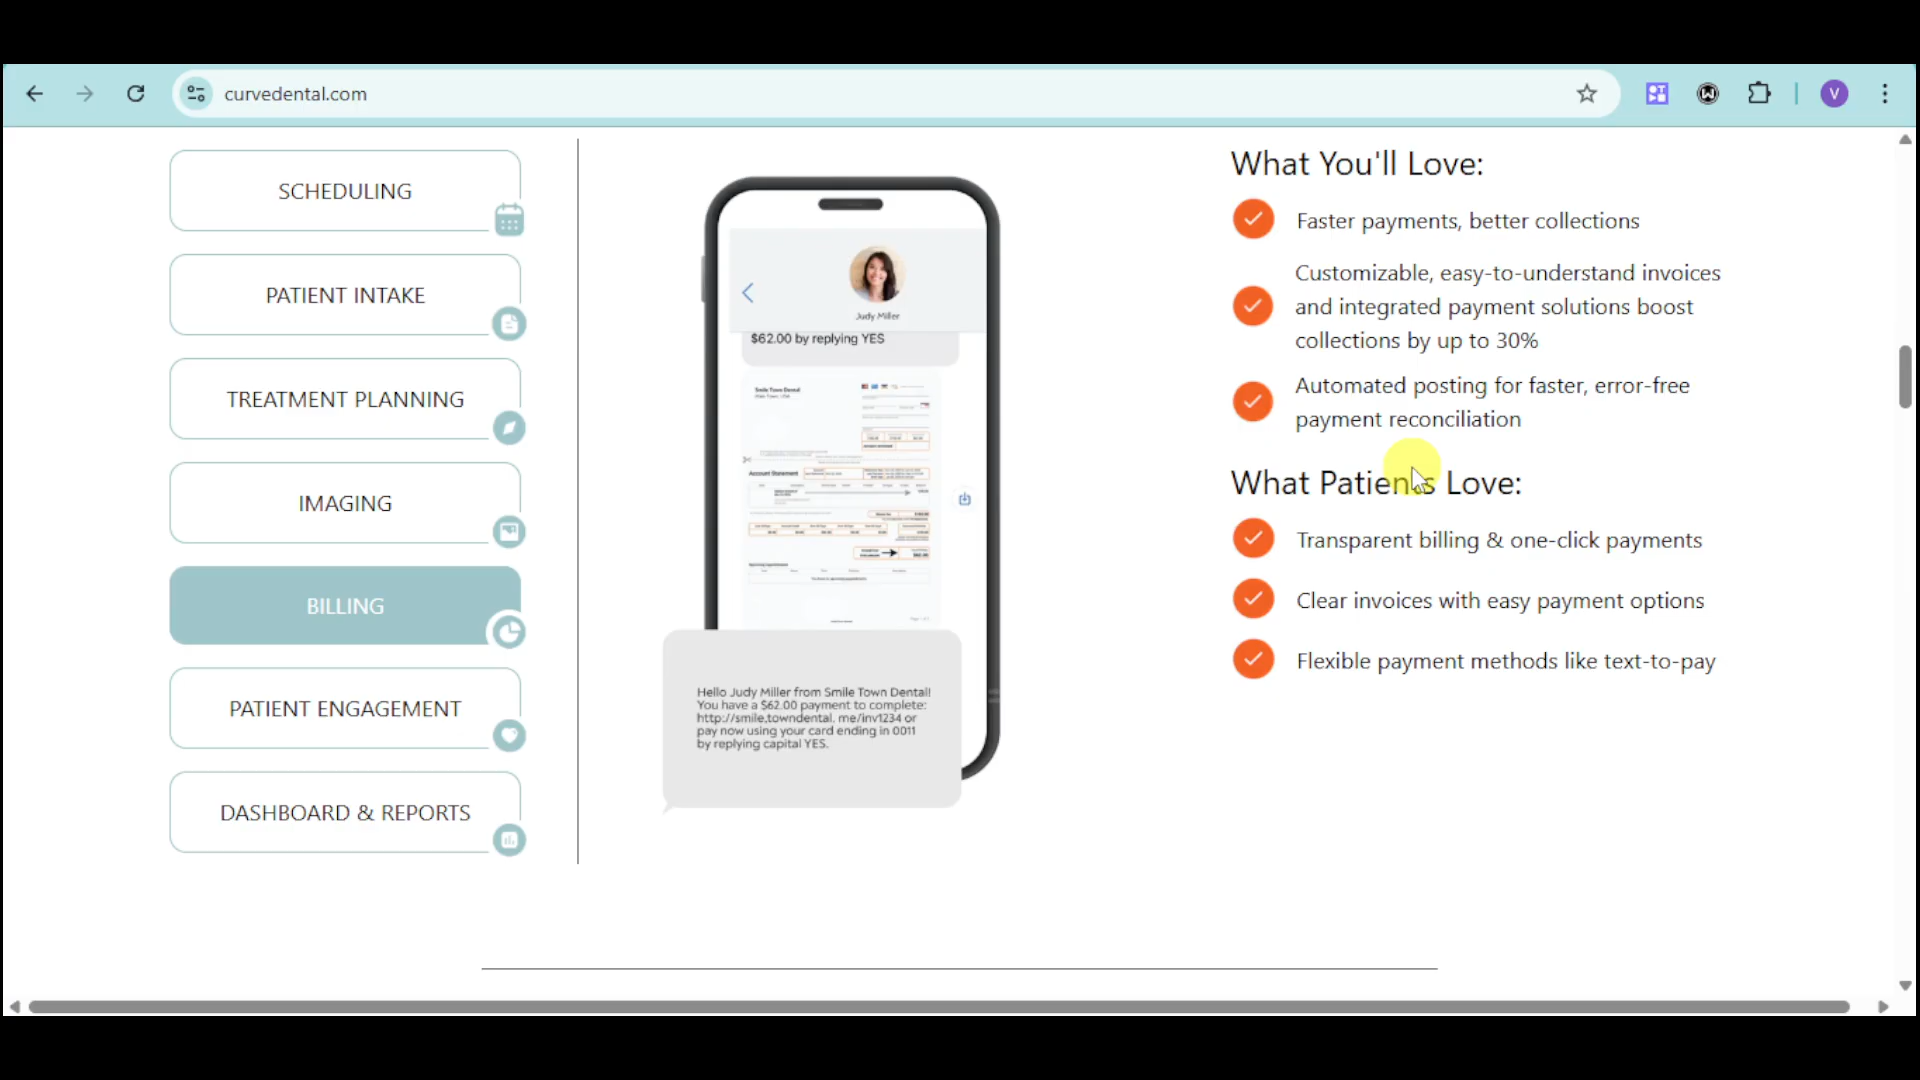 curvedental.com
V
SCHEDULING
PATIENT INTAKE
TREATMENT PLANNING
IMAGING
BILLING
PATIENT ENGAGEMENT
DASHBOARD & REPORTS
Judy Miller
$62.00 by replying YES
Smile Town Dental
Account Statement
Hello Judy Miller from Smile Town Dental!
You have a $62.00 payment to complete:
http://smile,towndental. me/inv1234 or
pay now using your card ending in 0011
by replying capital YES.
What You'll Love:
Faster payments, better collections
Customizable, easy-to-understand invoices
and integrated payment solutions boost
collections by up to 30%
Automated posting for faster, error-free
payment reconciliation
What Patients Love:
Transparent billing & one-click payments
Clear invoices with easy payment options
Flexible payment methods like text-to-pay